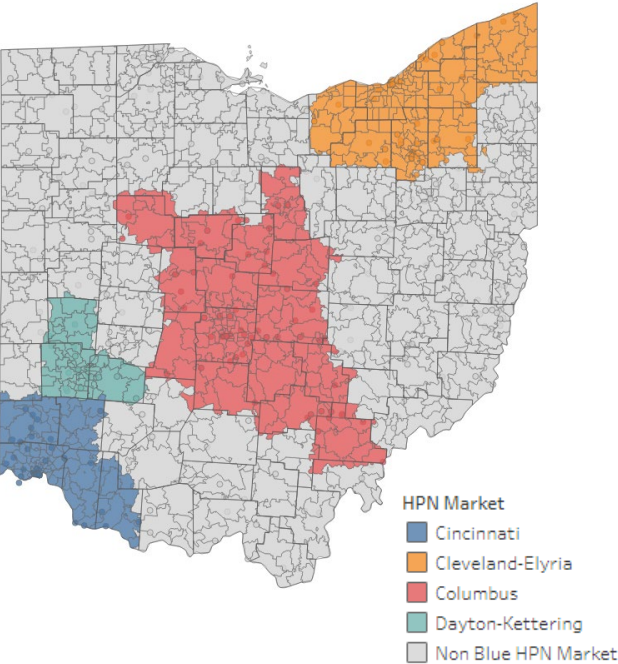 HPN Market
Cincinnati
Cleveland-Elyria
Columbus
Dayton-Kettering
Non Blue HPN Market